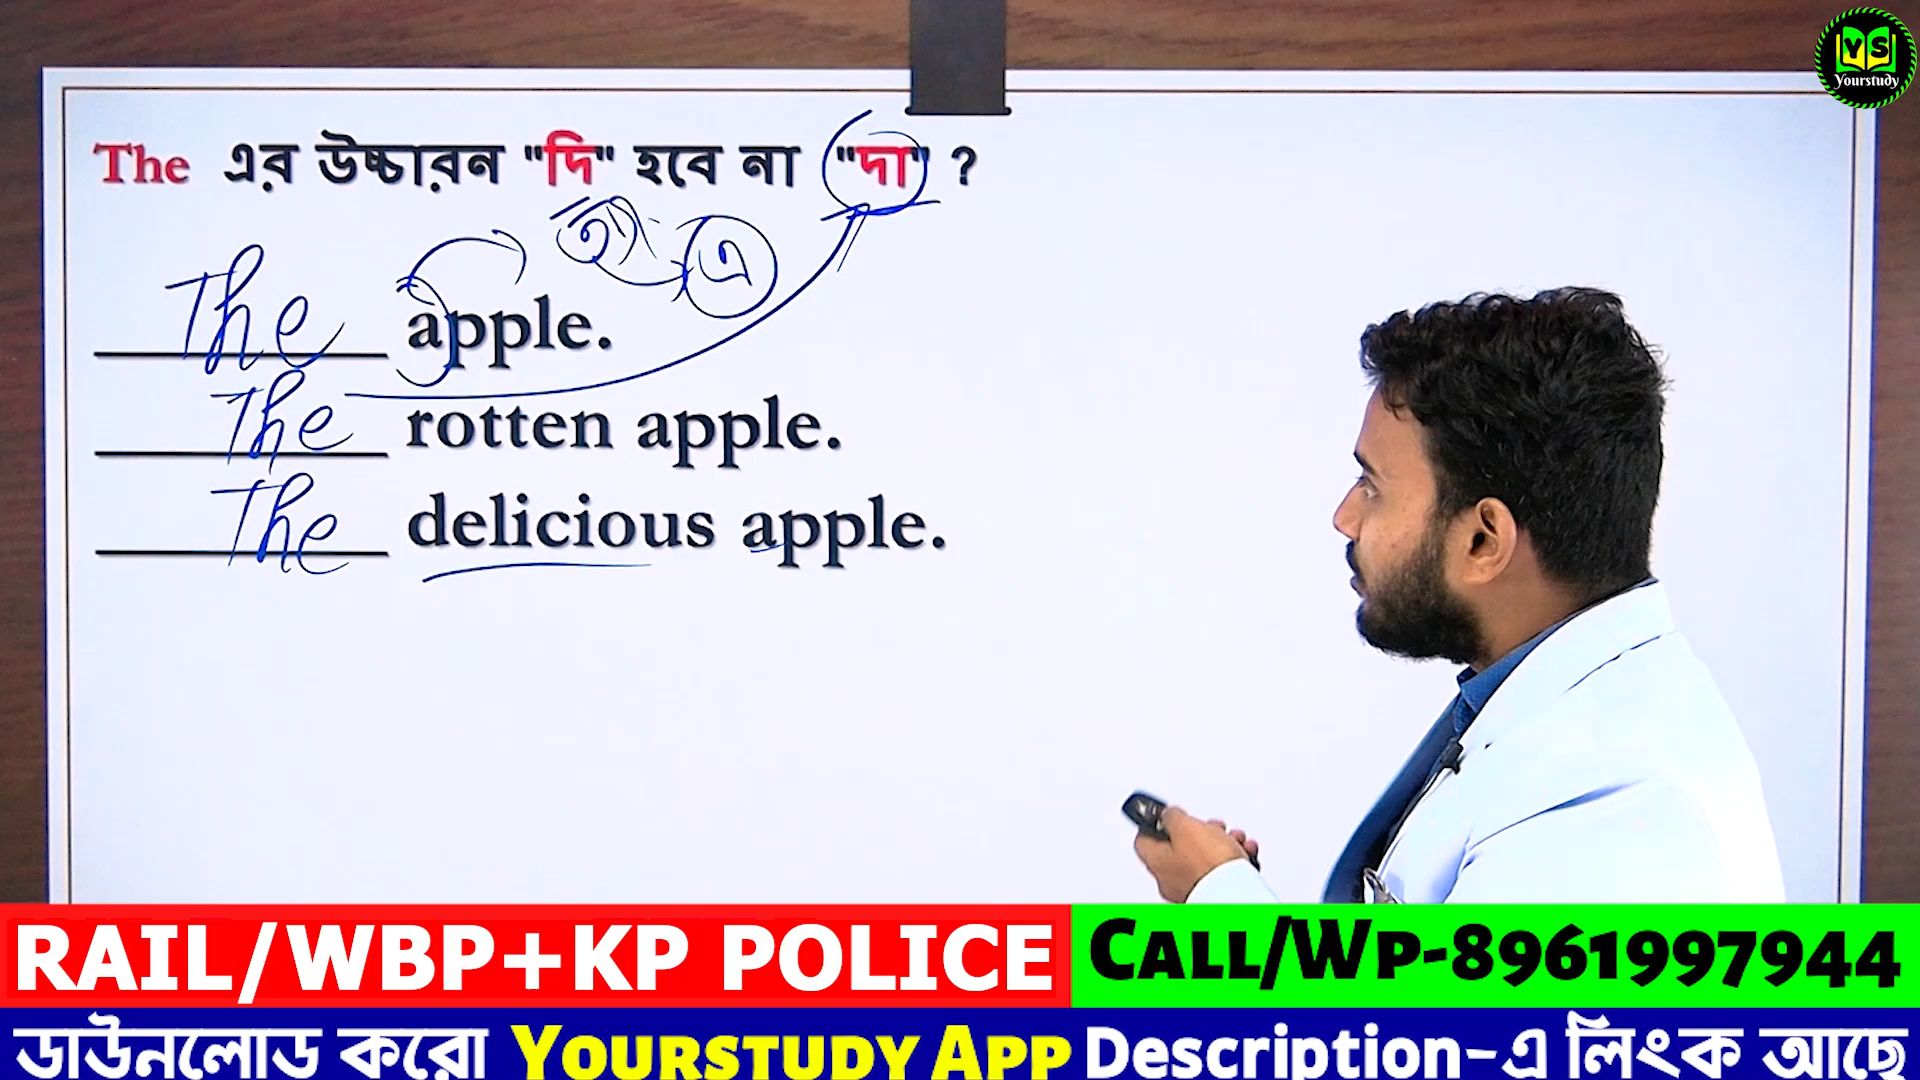 YS
Yourstudy
The এর উচ্চারন "দি" হবে না "দা" ?
এ
The apple.
The rotten apple.
The delicious apple.
RAIL/WBP+KP POLICE
CALL/WP-8961997944
ডাউনলোড করো YOURSTUDY APP Description-এ লিংক আছে